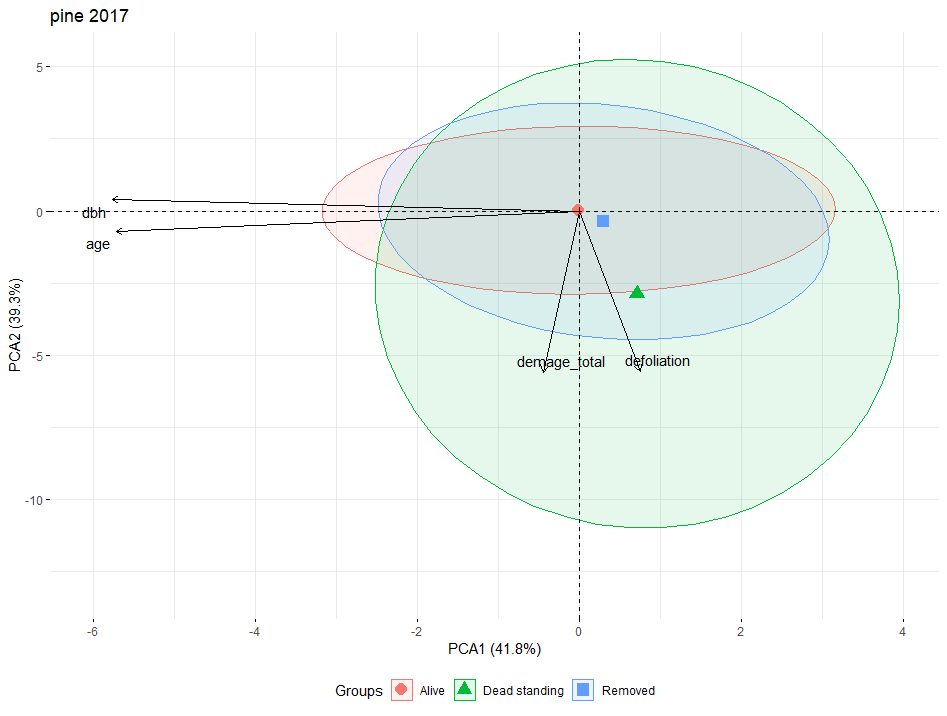 pine 2017
5
0
-5
-10
dbh
age
demage_total
defoliation
PCA2 (39.3%)
-6
-4
-2
0
2
4
PCA1 (41.8%)
Groups Alive Dead standing Removed